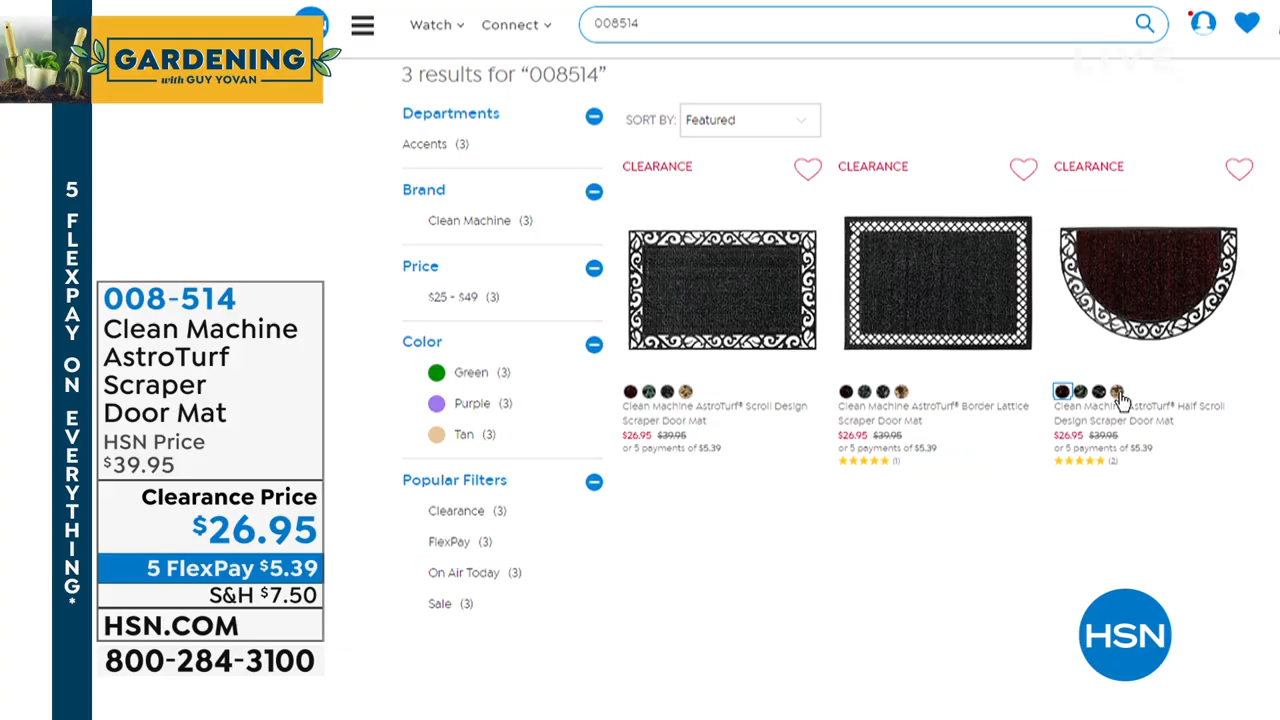 GARDENING
with GUY YOVAN
5 FLEXPAY ON EVERYTHING*
008-514
Clean Machine
AstroTurf
Scraper
Door Mat
HSN Price
$39.95
Clearance Price
$26.95
5 FlexPay $5.39
S&H $7.50
HSN.COM
800-284-3100
Watch
Connect
008514
LIVE
3 results for “008514”
Departments
Accents (3)
Brand
Clean Machine (3)
Price
$25 - $49 (3)
Color
Green (3)
Purple (3)
Tan (3)
Popular Filters
Clearance (3)
FlexPay (3)
On Air Today (3)
Sale (3)
SORT BY: Featured
CLEARANCE
Clean Machine AstroTurf® Scroll Design
Scraper Door Mat
$26.95 $39.95
or 5 payments of $5.39
CLEARANCE
Clean Machine AstroTurf® Border Lattice
Scraper Door Mat
$26.95 $39.95
or 5 payments of $5.39
(1)
CLEARANCE
Clean Machine AstroTurf® Half Scroll
Design Scraper Door Mat
$26.95 $39.95
or 5 payments of $5.39
(2)
HSN